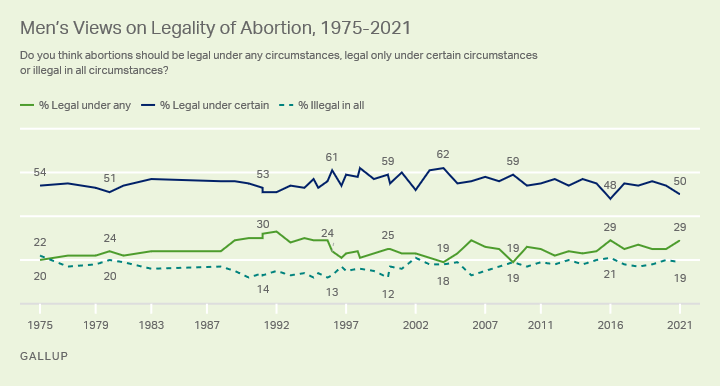 Men's Views on Legality of Abortion, 1975-2021
Do you think abortions should be legal under any circumstances, legal only under certain circumstances
or illegal in all circumstances?
% Legal under any % Legal under certain % Illegal in all
54 51 53 61 59 62 59 48 50
22 24 30 24 25 19 19 29 29
20 20 14 13 12 18 19 21 19
1975 1979 1983 1987 1992 1997 2002 2007 2011 2016 2021
GALLUP